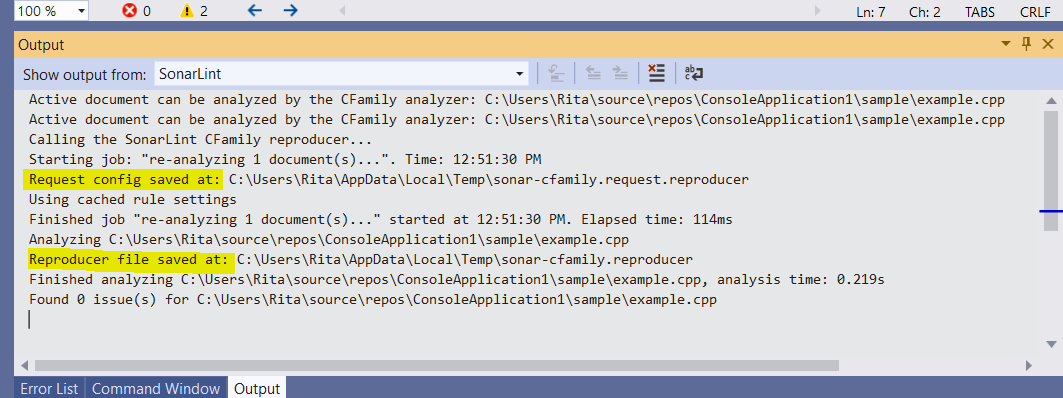 100 %
0
2
Ln: 7
Ch: 2
TABS
CRLF
Output
Show output from: SonarLint
Active document can be analyzed by the CFamily analyzer: C:\Users\Rita\source\repos\ConsoleApplication1\sample\example.cpp
Active document can be analyzed by the CFamily analyzer: C:\Users\Rita\source\repos\ConsoleApplication1\sample\example.cpp
Calling the SonarLint CFamily reproducer...
Starting job: "re-analyzing 1 document(s)...". Time: 12:51:30 PM
Request config saved at: C:\Users\Rita\AppData\Local\Temp\sonar-cfamily.request.reproducer
Using cached rule settings
Finished job "re-analyzing 1 document(s)..." started at 12:51:30 PM. Elapsed time: 114ms
Analyzing C:\Users\Rita\source\repos\ConsoleApplication1\sample\example.cpp
Reproducer file saved at: C:\Users\Rita\AppData\Local\Temp\sonar-cfamily.reproducer
Finished analyzing C:\Users\Rita\source\repos\ConsoleApplication1\sample\example.cpp, analysis time: 0.219s
Found 0 issue(s) for C:\Users\Rita\source\repos\ConsoleApplication1\sample\example.cpp
Error List
Command Window
Output